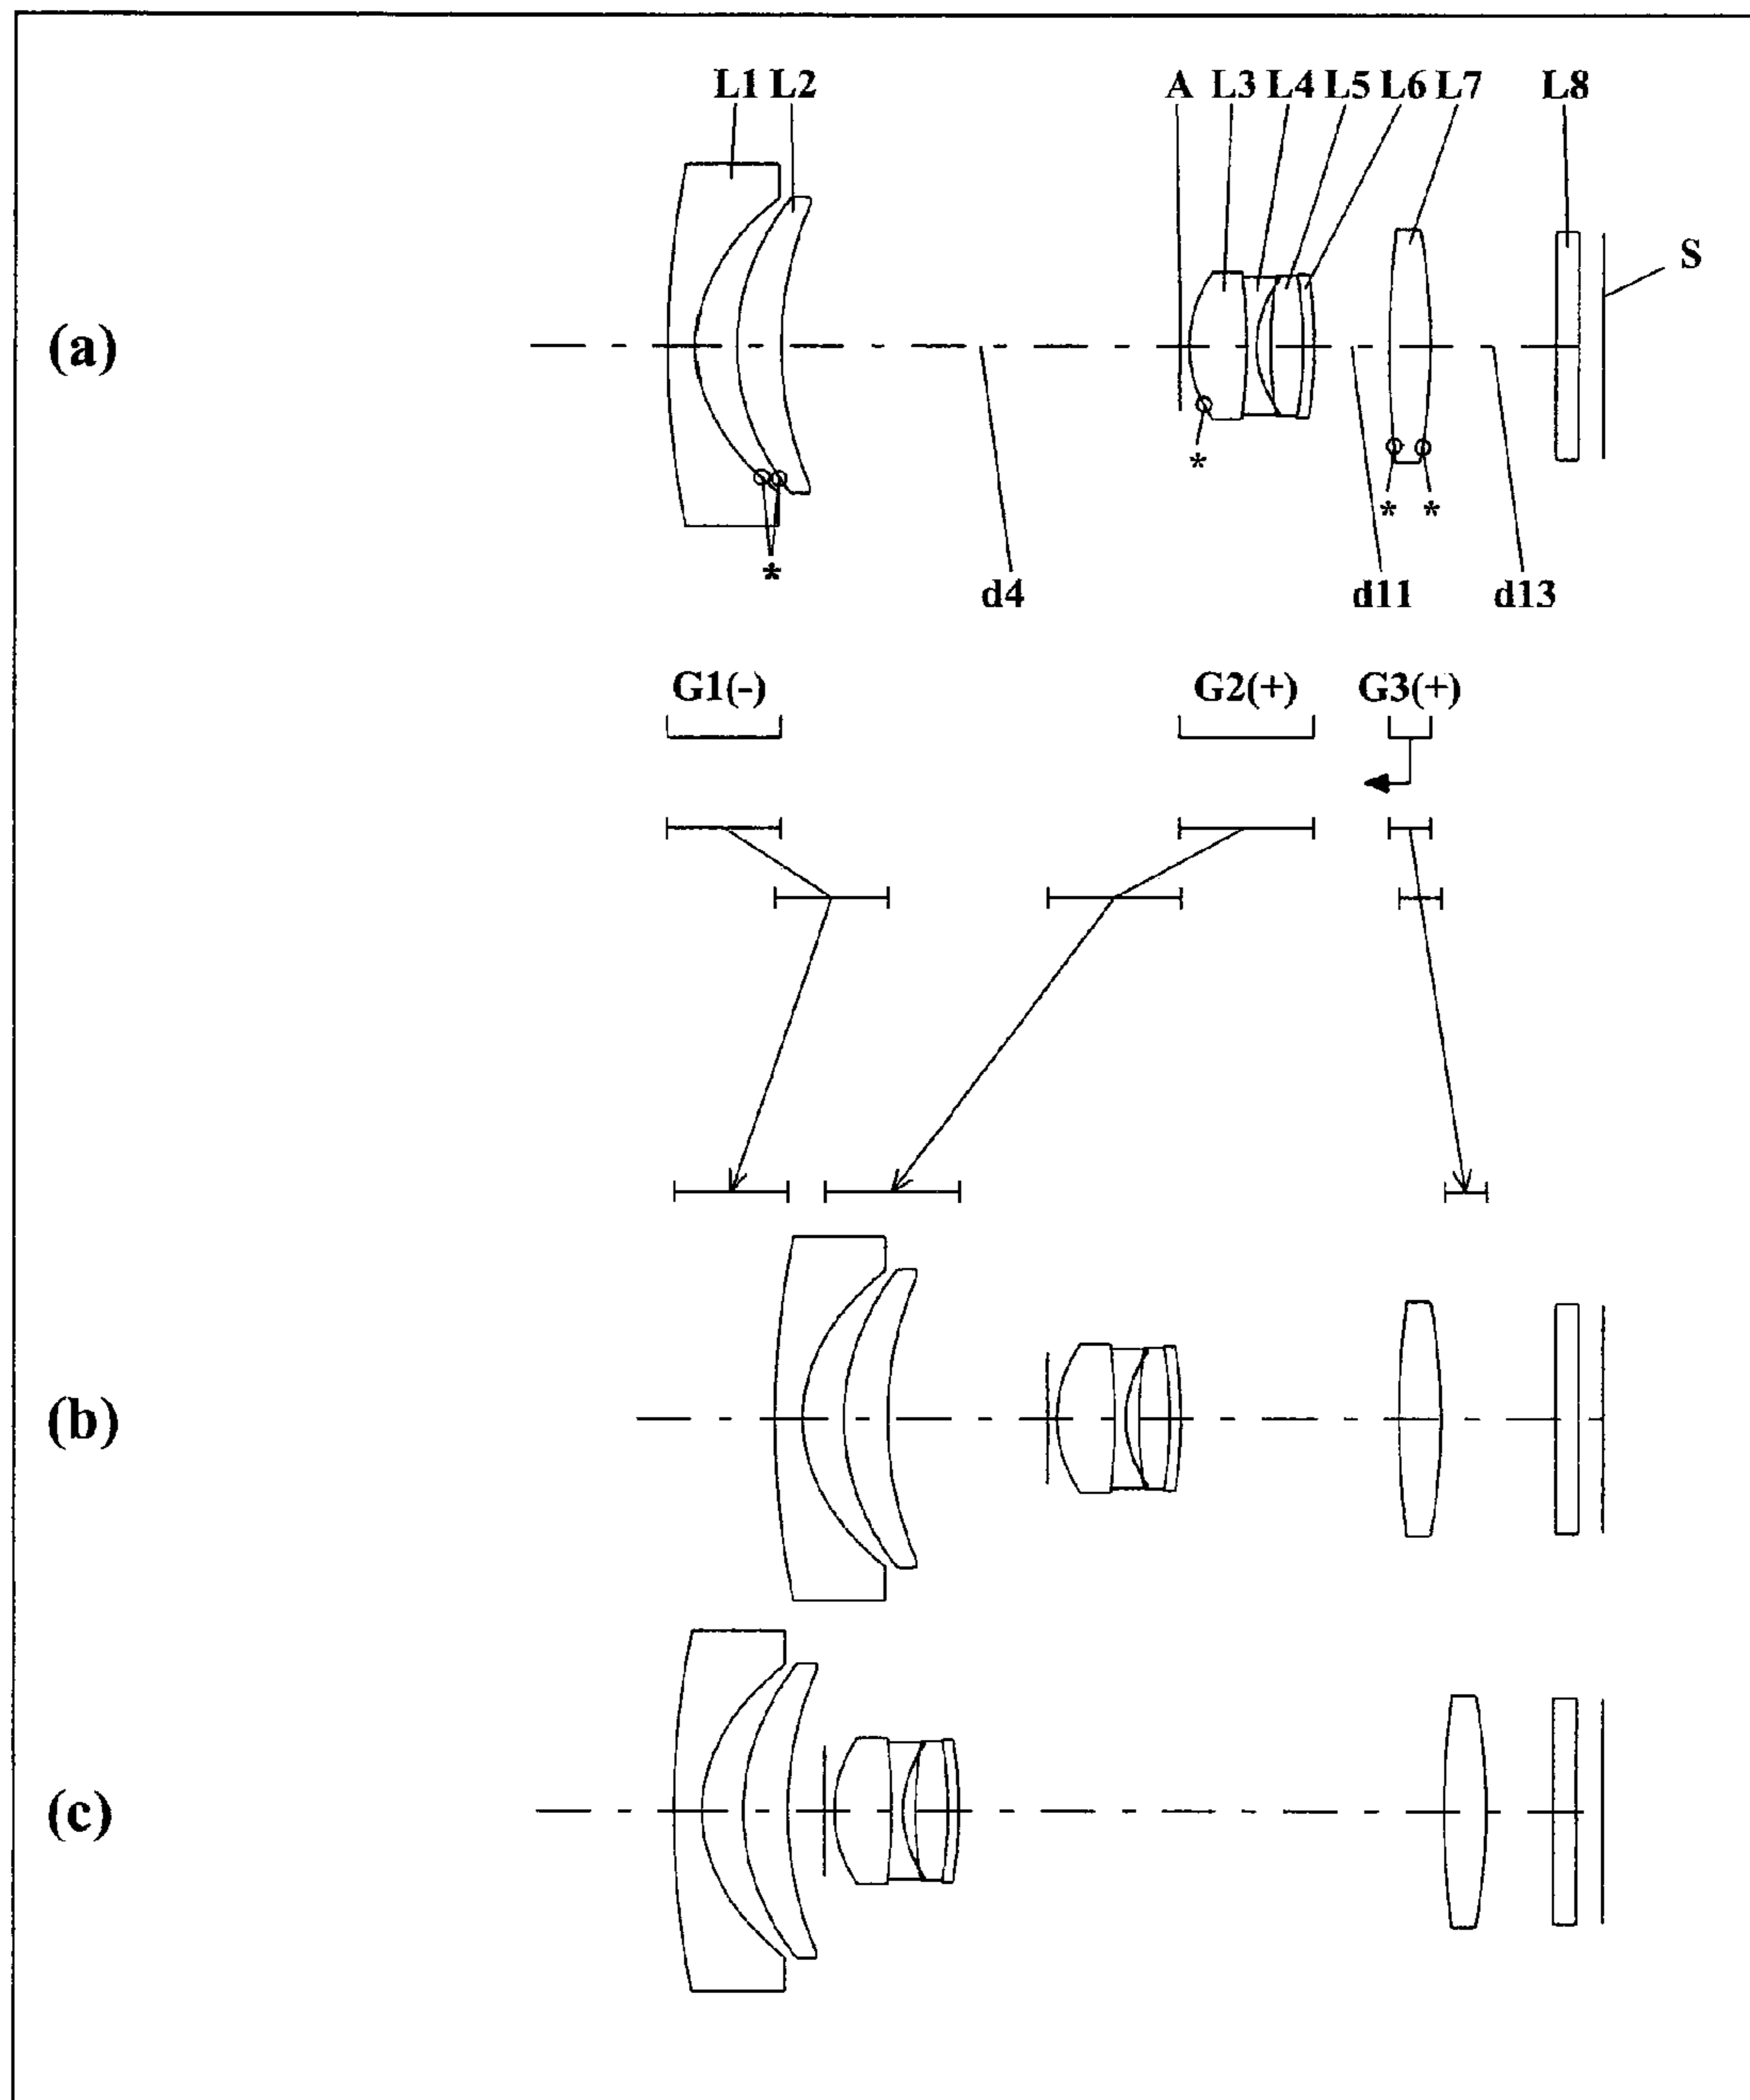 L1 L2 A L3 L4 L5 L6 L7 L8
S
(a)
*
* *
*
d4 d11 d13
G1(-) G2(+) G3(+)
(b)
(c)